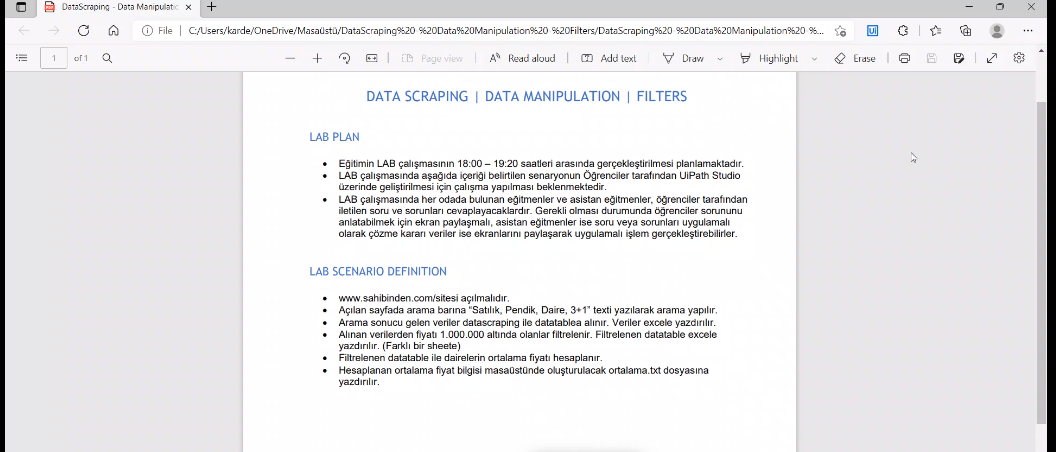 DataScraping - Data Manipulatic
File
C:/Users/karde/OneDrive/Masaüstü/DataScraping%20 %20Data%20Manipulation%20 %20Filters/DataScraping%20 %20Data%20Manipulation%20 %...
1 of 1
Page view
Read aloud
Add text
Draw
Highlight
Erase
DATA SCRAPING | DATA MANIPULATION | FILTERS
LAB PLAN
• Eğitimin LAB çalışmasının 18:00 – 19:20 saatleri arasında gerçekleştirilmesi planlamaktadır.
• LAB çalışmasında aşağıda içeriği belirtilen senaryonun Öğrenciler tarafından UiPath Studio
üzerinde geliştirilmesi için çalışma yapılması beklenmektedir.
• LAB çalışmasında her odada bulunan eğitmenler ve asistan eğitmenler, öğrenciler tarafından
iletilen soru ve sorunları cevaplayacaklardır. Gerekli olması durumunda öğrenciler sorununu
anlatabilmek için ekran paylaşmalı, asistan eğitmenler ise soru veya sorunları uygulamalı
olarak çözme kararı veriler ise ekranlarını paylaşarak uygulamalı işlem gerçekleştirebilirler.
LAB SCENARIO DEFINITION
• www.sahibinden.com/sitesi açılmalıdır.
• Açılan sayfada arama barına “Satılık, Pendik, Daire, 3+1” texti yazılarak arama yapılır.
• Arama sonucu gelen veriler datascraping ile datatablea alınır. Veriler excele yazdırılır.
• Alınan verilerden fiyatı 1.000.000 altında olanlar filtrelenir. Filtrelenen datatable excele
yazdırılır. (Farklı bir sheete)
• Filtrelenen datatable ile dairelerin ortalama fiyatı hesaplanır.
• Hesaplanan ortalama fiyat bilgisi masaüstünde oluşturulacak ortalama.txt dosyasına
yazdırılır.